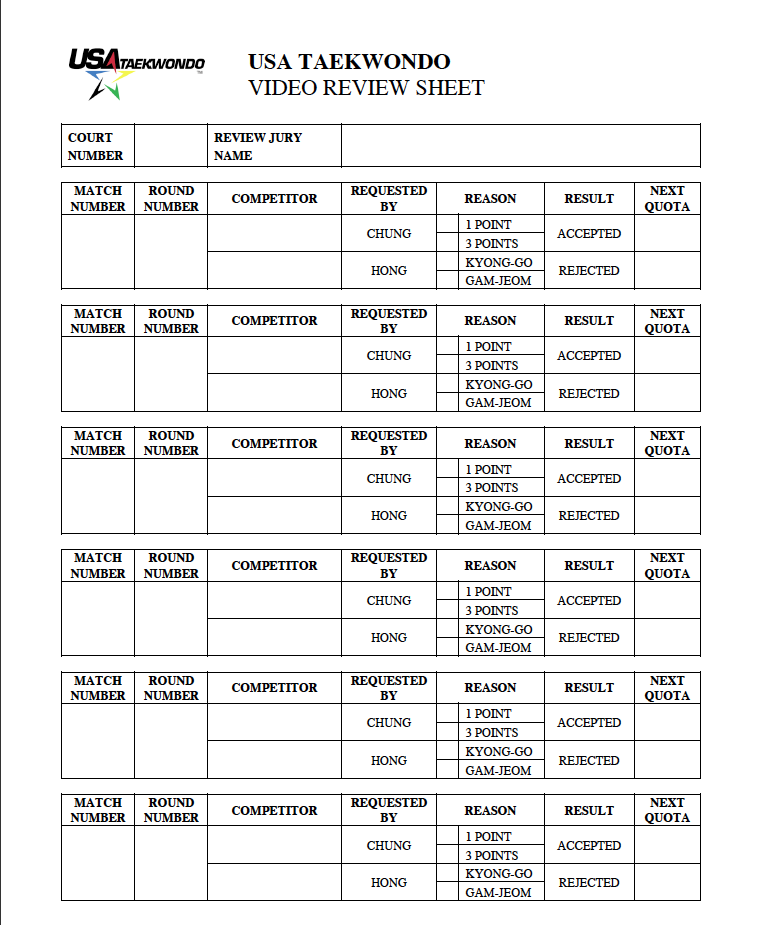 USA TAEKWONDO TM
USA TAEKWONDO
VIDEO REVIEW SHEET
COURT NUMBER REVIEW JURY NAME
MATCH NUMBER ROUND NUMBER COMPETITOR REQUESTED BY REASON RESULT NEXT QUOTA
CHUNG 1 POINT ACCEPTED
3 POINTS
HONG KYONG-GO REJECTED
GAM-JEOM
MATCH NUMBER ROUND NUMBER COMPETITOR REQUESTED BY REASON RESULT NEXT QUOTA
CHUNG 1 POINT ACCEPTED
3 POINTS
HONG KYONG-GO REJECTED
GAM-JEOM
MATCH NUMBER ROUND NUMBER COMPETITOR REQUESTED BY REASON RESULT NEXT QUOTA
CHUNG 1 POINT ACCEPTED
3 POINTS
HONG KYONG-GO REJECTED
GAM-JEOM
MATCH NUMBER ROUND NUMBER COMPETITOR REQUESTED BY REASON RESULT NEXT QUOTA
CHUNG 1 POINT ACCEPTED
3 POINTS
HONG KYONG-GO REJECTED
GAM-JEOM
MATCH NUMBER ROUND NUMBER COMPETITOR REQUESTED BY REASON RESULT NEXT QUOTA
CHUNG 1 POINT ACCEPTED
3 POINTS
HONG KYONG-GO REJECTED
GAM-JEOM
MATCH NUMBER ROUND NUMBER COMPETITOR REQUESTED BY REASON RESULT NEXT QUOTA
CHUNG 1 POINT ACCEPTED
3 POINTS
HONG KYONG-GO REJECTED
GAM-JEOM